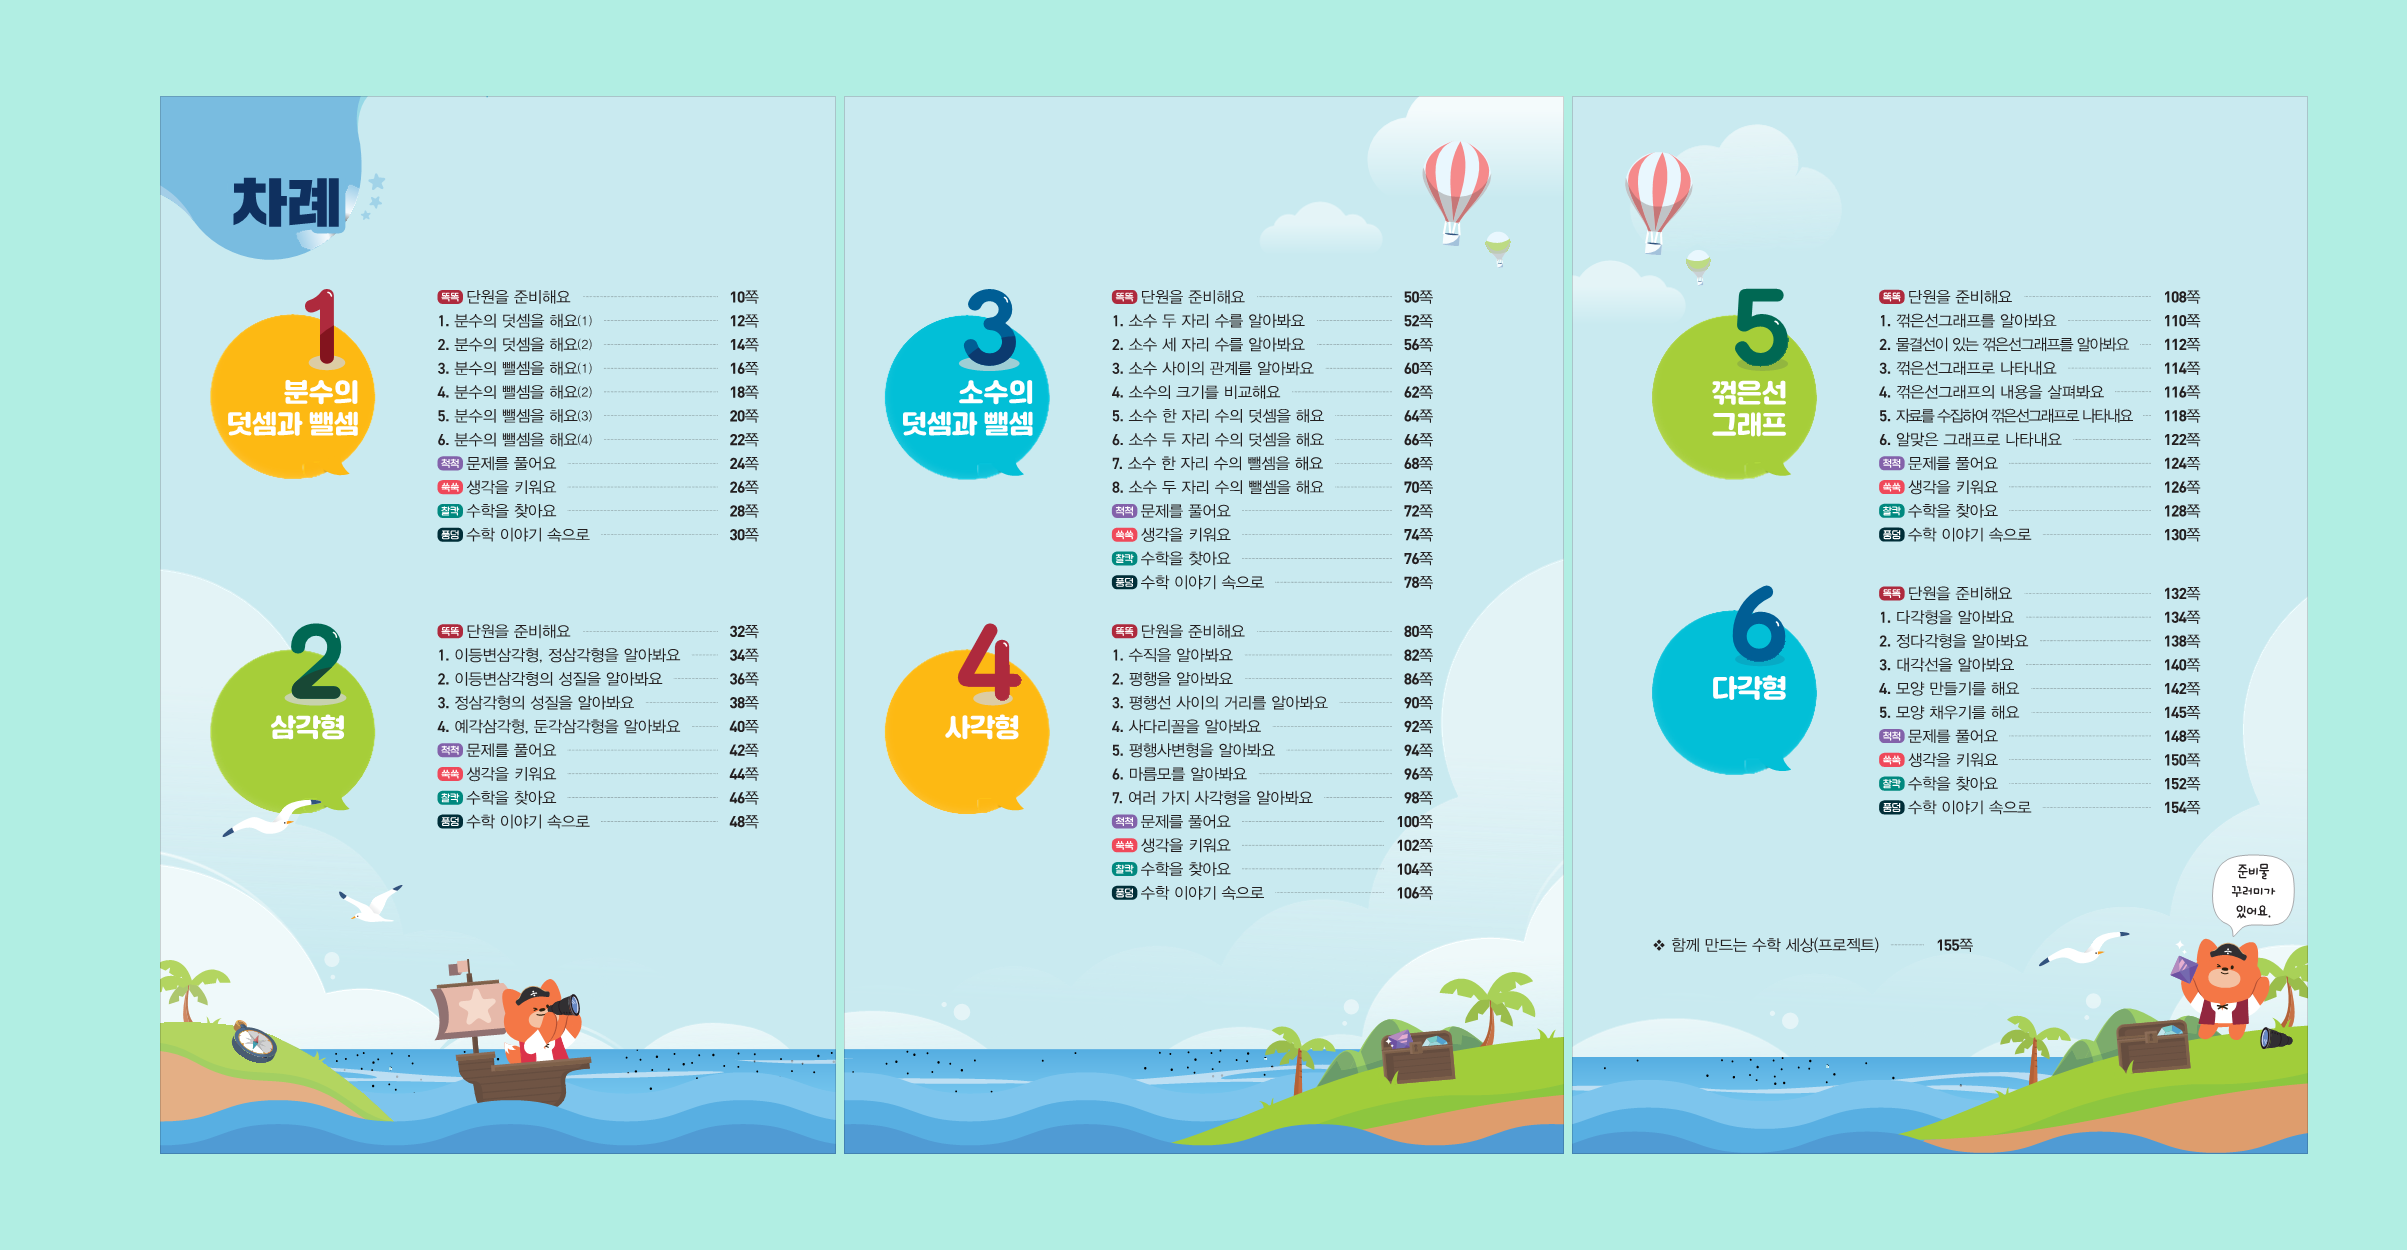 차례
1
분수의
덧셈과 뺄셈
똑똑 단원을 준비해요 10쪽
1. 분수의 덧셈을 해요(1) 12쪽
2. 분수의 덧셈을 해요(2) 14쪽
3. 분수의 뺄셈을 해요(1) 16쪽
4. 분수의 뺄셈을 해요(2) 18쪽
5. 분수의 뺄셈을 해요(3) 20쪽
6. 분수의 뺄셈을 해요(4) 22쪽
척척 문제를 풀어요 24쪽
쑥쑥 생각을 키워요 26쪽
찰칵 수학을 찾아요 28쪽
퐁덩 수학 이야기 속으로 30쪽
2
삼각형
똑똑 단원을 준비해요 32쪽
1. 이등변삼각형, 정삼각형을 알아봐요 34쪽
2. 이등변삼각형의 성질을 알아봐요 36쪽
3. 정삼각형의 성질을 알아봐요 38쪽
4. 예각삼각형, 둔각삼각형을 알아봐요 40쪽
척척 문제를 풀어요 42쪽
쑥쑥 생각을 키워요 44쪽
찰칵 수학을 찾아요 46쪽
퐁덩 수학 이야기 속으로 48쪽
3
소수의
덧셈과 뺄셈
똑똑 단원을 준비해요 50쪽
1. 소수 두 자리 수를 알아봐요 52쪽
2. 소수 세 자리 수를 알아봐요 56쪽
3. 소수 사이의 관계를 알아봐요 60쪽
4. 소수의 크기를 비교해요 62쪽
5. 소수 한 자리 수의 덧셈을 해요 64쪽
6. 소수 두 자리 수의 덧셈을 해요 66쪽
7. 소수 한 자리 수의 뺄셈을 해요 68쪽
8. 소수 두 자리 수의 뺄셈을 해요 70쪽
척척 문제를 풀어요 72쪽
쑥쑥 생각을 키워요 74쪽
찰칵 수학을 찾아요 76쪽
퐁덩 수학 이야기 속으로 78쪽
4
사각형
똑똑 단원을 준비해요 80쪽
1. 수직을 알아봐요 82쪽
2. 평행을 알아봐요 86쪽
3. 평행선 사이의 거리를 알아봐요 90쪽
4. 사다리꼴을 알아봐요 92쪽
5. 평행사변형을 알아봐요 94쪽
6. 마름모를 알아봐요 96쪽
7. 여러 가지 사각형을 알아봐요 98쪽
척척 문제를 풀어요 100쪽
쑥쑥 생각을 키워요 102쪽
찰칵 수학을 찾아요 104쪽
퐁덩 수학 이야기 속으로 106쪽
5
꺾은선
그래프
똑똑 단원을 준비해요 108쪽
1. 꺾은선그래프를 알아봐요 110쪽
2. 물결선이 있는 꺾은선그래프를 알아봐요 112쪽
3. 꺾은선그래프로 나타내요 114쪽
4. 꺾은선그래프의 내용을 살펴봐요 116쪽
5. 자료를 수집하여 꺾은선그래프로 나타내요 118쪽
6. 알맞은 그래프로 나타내요 122쪽
척척 문제를 풀어요 124쪽
쑥쑥 생각을 키워요 126쪽
찰칵 수학을 찾아요 128쪽
퐁덩 수학 이야기 속으로 130쪽
6
다각형
똑똑 단원을 준비해요 132쪽
1. 다각형을 알아봐요 134쪽
2. 정다각형을 알아봐요 138쪽
3. 대각선을 알아봐요 140쪽
4. 모양 만들기를 해요 142쪽
5. 모양 채우기를 해요 145쪽
척척 문제를 풀어요 148쪽
쑥쑥 생각을 키워요 150쪽
찰칵 수학을 찾아요 152쪽
퐁덩 수학 이야기 속으로 154쪽
❖ 함께 만드는 수학 세상(프로젝트) 155쪽
준비물
꾸러미가
있어요.